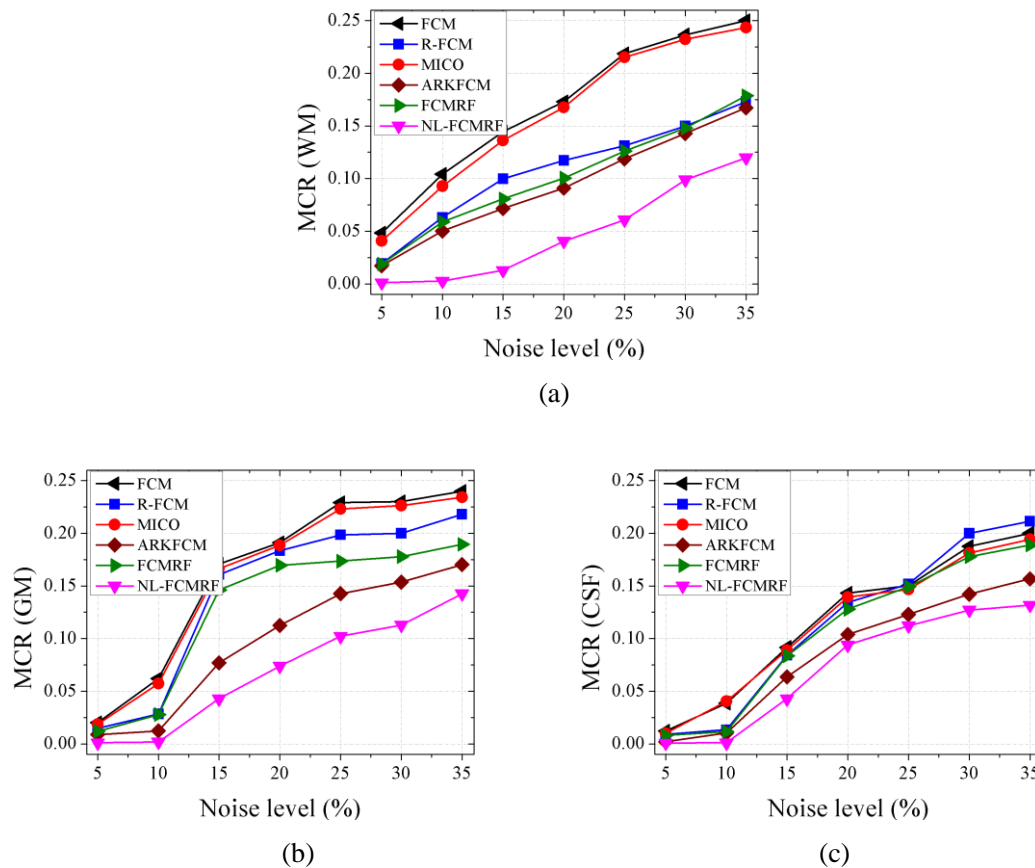 0.25
0.20
0.15
0.10
0.05
0.00
MCR (WM)
FCM
R-FCM
MICO
ARKFCM
FCMRF
NL-FCMRF
5 10 15 20 25 30 35
Noise level (%)
(a)
0.25
0.20
0.15
0.10
0.05
0.00
MCR (GM)
FCM
R-FCM
MICO
ARKFCM
FCMRF
NL-FCMRF
5 10 15 20 25 30 35
Noise level (%)
(b)
0.25
0.20
0.15
0.10
0.05
0.00
MCR (CSF)
FCM
R-FCM
MICO
ARKFCM
FCMRF
NL-FCMRF
5 10 15 20 25 30 35
Noise level (%)
(c)